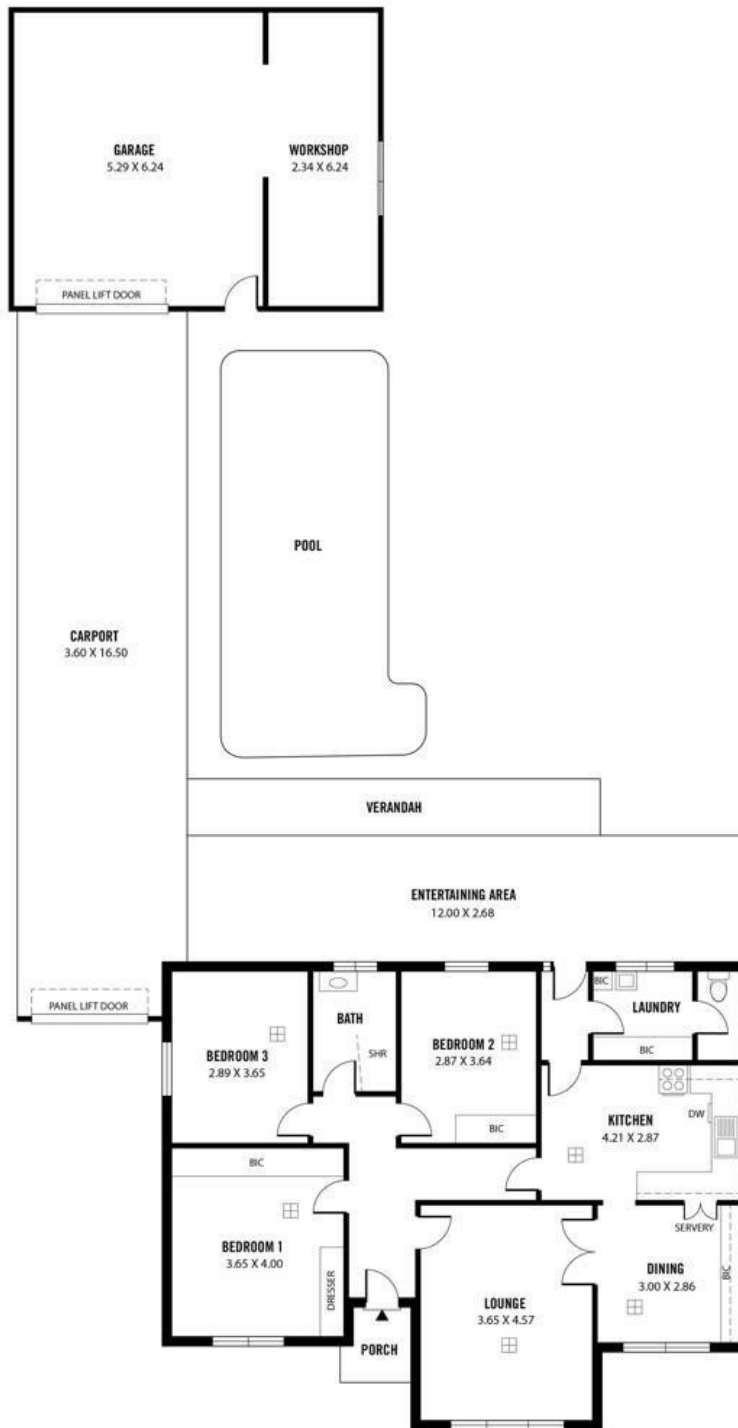 GARAGE
5.29 X 6.24
WORKSHOP
2.34 X 6.24
PANEL LIFT DOOR
POOL
CARPORT
3.60 X 16.50
VERANDAH
ENTERTAINING AREA
12.00 X 2.68
PANEL LIFT DOOR
BATH
SHR
BIC
LAUNDRY
BIC
BEDROOM 3
2.89 X 3.65
BEDROOM 2
2.87 X 3.64
BIC
KITCHEN
4.21 X 2.87
DW
BIC
BEDROOM 1
3.65 X 4.00
DRESSER
SERVERY
DINING
3.00 X 2.86
BIC
LOUNGE
3.65 X 4.57
PORCH